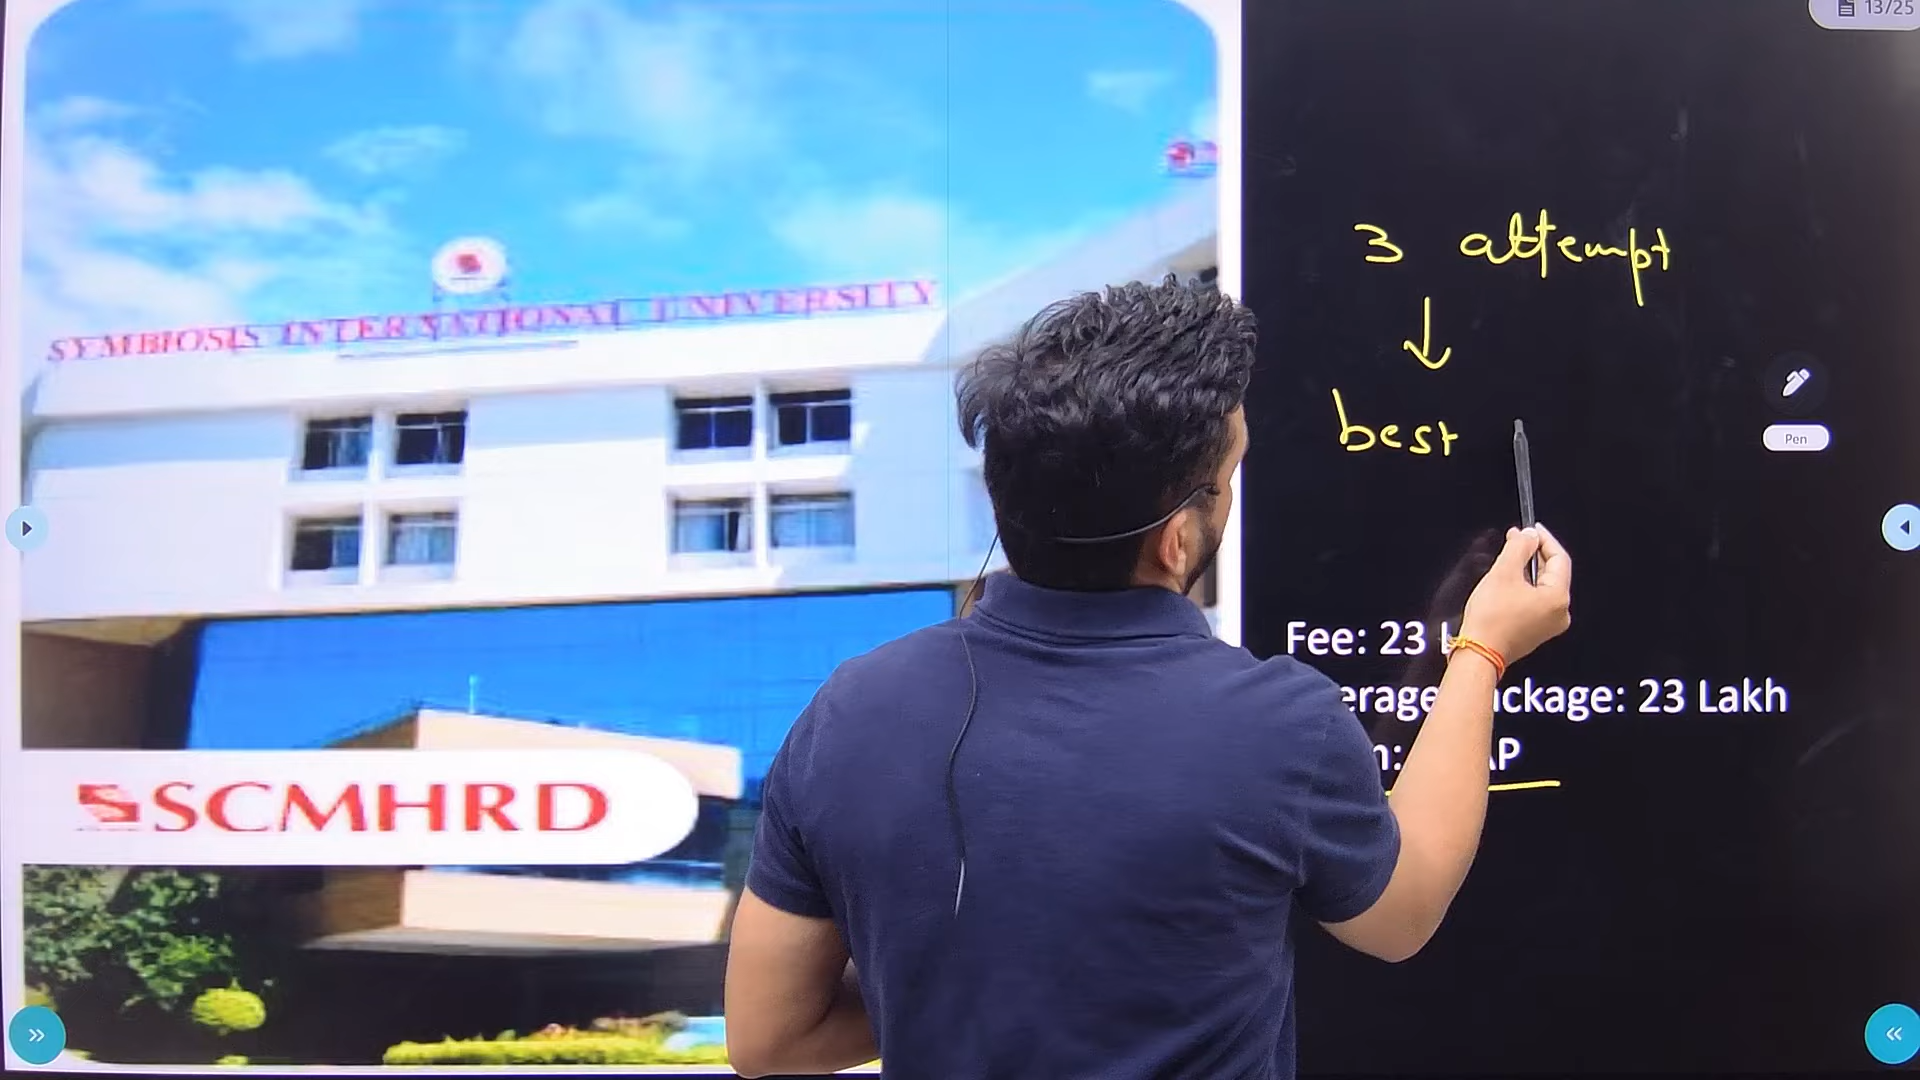 13/25
SYMBIOSIS INTERNATIONAL UNIVERSITY
3 attempt
best
Pen
Fee: 23
Package: 23 Lakh
SCMHRD